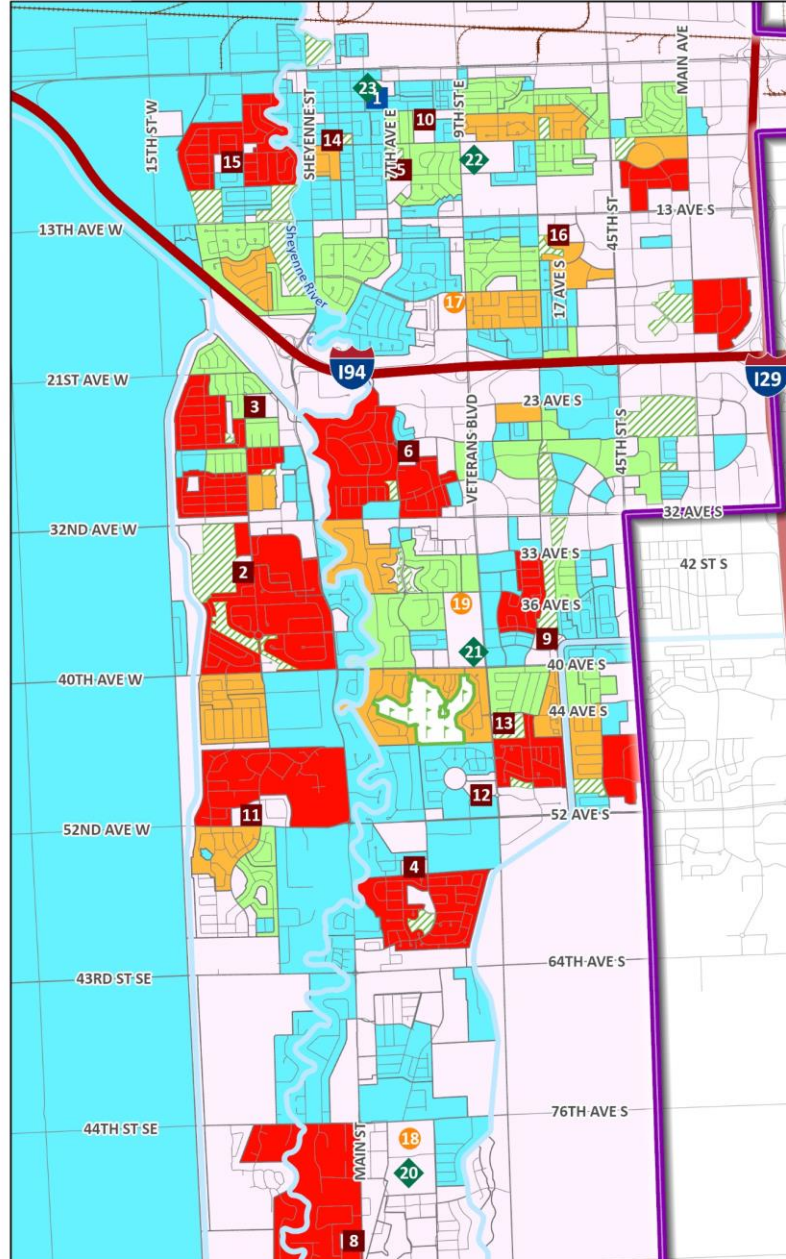 15TH ST W
SHEYENNE ST
23
1
7TH AVE E
10
9TH ST E
MAIN AVE
14
15
5
22
45TH ST
13 AVE S
13TH AVE W
Sheyenne River
16
17 AVE S
17
I94
I29
21ST AVE W
3
VETERANS BLVD
23 AVE S
6
45TH ST S
32 AVE S
32ND AVE W
33 AVE S
42 ST S
2
19
36 AVE S
9
21
40 AVE S
40TH AVE W
44 AVE S
13
12
11
52 AVE S
52ND AVE W
4
64TH AVE S
43RD ST SE
76TH AVE S
44TH ST SE
MAIN ST
18
20
8